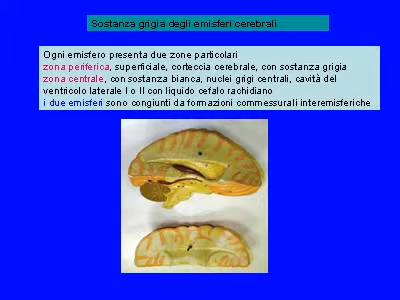 Sostanza grigia degli emisferi cerebrali
Ogni emisfero presenta due zone particolari
zona periferica, superficiale, corteccia cerebrale, con sostanza grigia
zona centrale, con sostanza bianca, nuclei grigi centrali, cavità del
ventricolo laterale I o II con liquido cefalo rachidiano
i due emisferi sono congiunti da formazioni commessurali interemisferiche